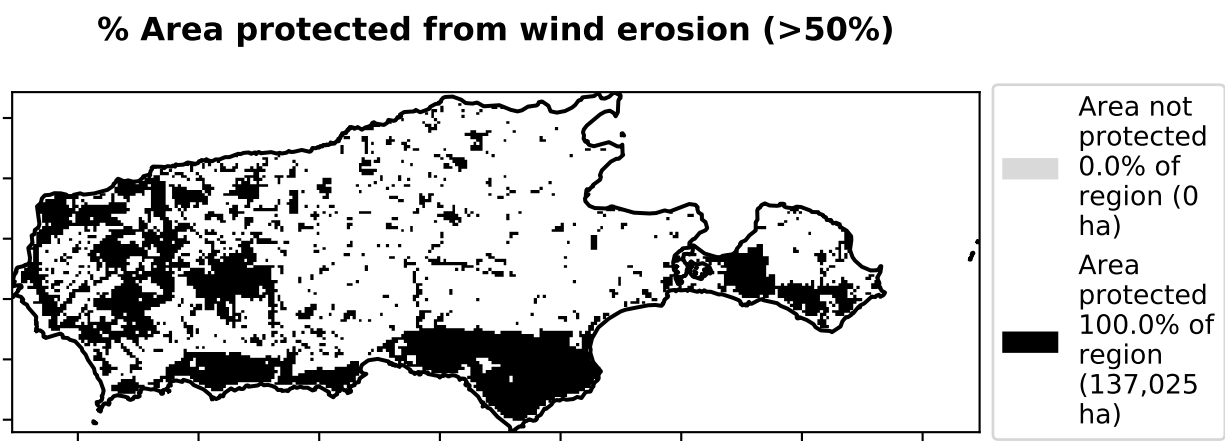 % Area protected from wind erosion (>50%)
Area not
protected
0.0% of
region (0
ha)
Area
protected
100.0% of
region
(137,025
ha)